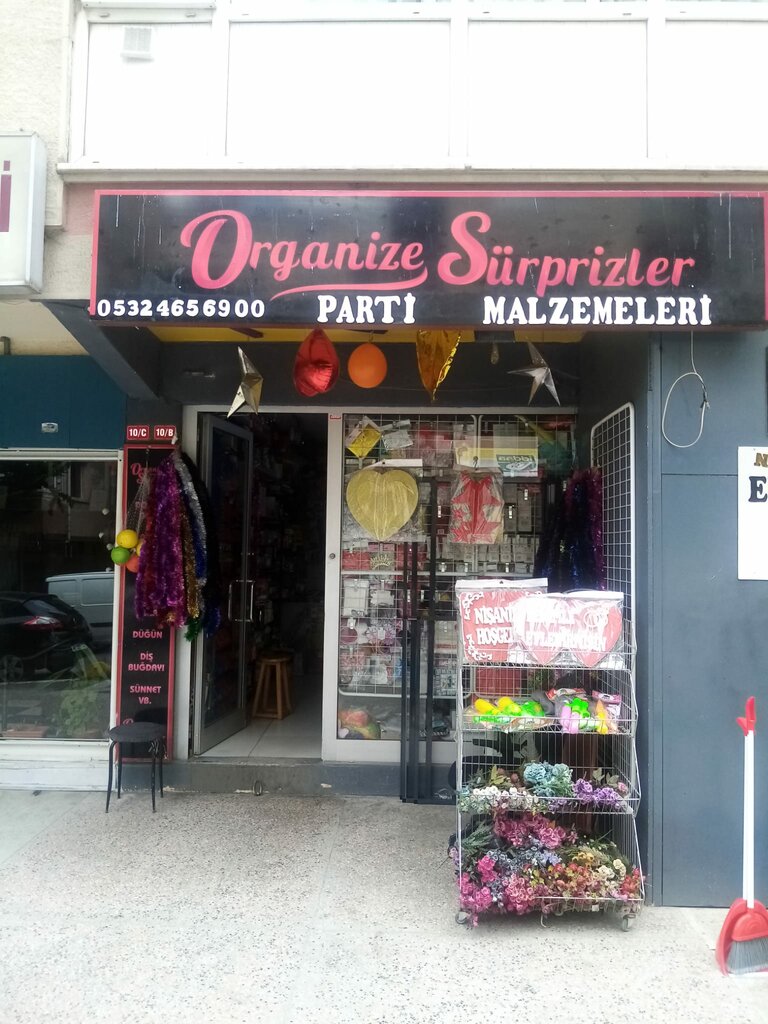 Organize Sürprizler
05324656900 PARTİ MALZEMELERİ
10/C 10/B
DÜĞÜN
DİŞ
BUĞDAYI
SÜNNET
VB.